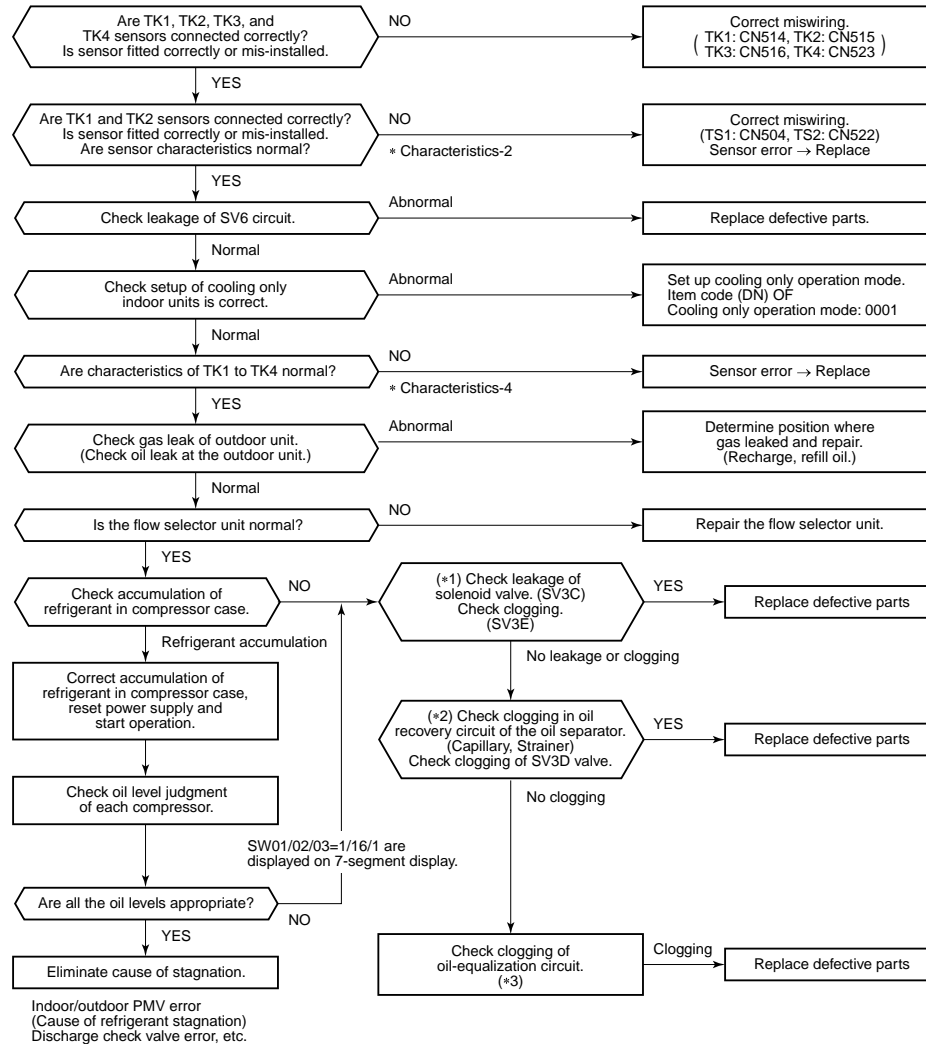 Are TK1, TK2, TK3, and
TK4 sensors connected correctly?
Is sensor fitted correctly or mis-installed.
NO
Correct miswiring.
( TK1: CN514, TK2: CN515 )
TK3: CN516, TK4: CN523
YES
Are TK1 and TK2 sensors connected correctly?
Is sensor fitted correctly or mis-installed.
Are sensor characteristics normal?
NO
* Characteristics-2
Correct miswiring.
(TS1: CN504, TS2: CN522)
Sensor error → Replace
YES
Check leakage of SV6 circuit.
Abnormal
Replace defective parts.
Normal
Check setup of cooling only
indoor units is correct.
Abnormal
Set up cooling only operation mode.
Item code (DN) OF
Cooling only operation mode: 0001
Normal
Are characteristics of TK1 to TK4 normal?
NO
* Characteristics-4
Sensor error → Replace
YES
Check gas leak of outdoor unit.
(Check oil leak at the outdoor unit.)
Abnormal
Determine position where
gas leaked and repair.
(Recharge, refill oil.)
Normal
Is the flow selector unit normal?
NO
Repair the flow selector unit.
YES
Check accumulation of
refrigerant in compressor case.
NO
(*1) Check leakage of
solenoid valve. (SV3C)
Check clogging.
(SV3E)
YES
Replace defective parts
Refrigerant accumulation
No leakage or clogging
Correct accumulation of
refrigerant in compressor case,
reset power supply and
start operation.
(*2) Check clogging in oil
recovery circuit of the oil separator.
(Capillary, Strainer)
Check clogging of SV3D valve.
YES
Replace defective parts
Check oil level judgment
of each compressor.
No clogging
SW01/02/03=1/16/1 are
displayed on 7-segment display.
Are all the oil levels appropriate?
NO
YES
Check clogging of
oil-equalization circuit.
(*3)
Clogging
Replace defective parts
Eliminate cause of stagnation.
Indoor/outdoor PMV error
(Cause of refrigerant stagnation)
Discharge check valve error, etc.